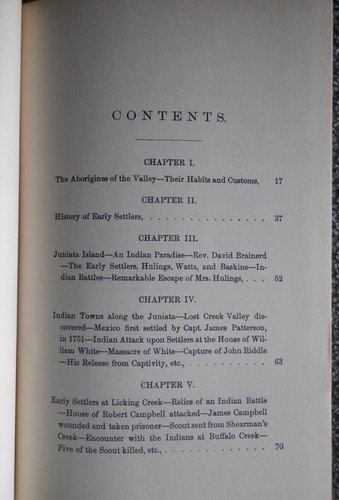 CONTENTS.
CHAPTER I.
The Aborigines of the Valley—Their Habits and Customs, 17
CHAPTER II.
History of Early Settlers, . . . . . . . . . . . . . . . 37
CHAPTER III.
Juniata Island—An Indian Paradise—Rev. David Brainerd
—The Early Settlers, Hulings, Watts, and Baskins—In-
dian Battles—Remarkable Escape of Mrs. Hulings, . . . 52
CHAPTER IV.
Indian Towns along the Juniata—Lost Creek Valley dis-
covered—Mexico first settled by Capt. James Patterson,
in 1751—Indian Attack upon Settlers at the House of Wil-
liam White—Massacre of White—Capture of John Riddle
—His Release from Captivity, etc., . . . . . . . . . . . 63
CHAPTER V.
Early Settlers at Licking Creek—Relics of an Indian Battle
—House of Robert Campbell attacked—James Campbell
wounded and taken prisoner—Scout sent from Shearman's
Creek—Encounter with the Indians at Buffalo Creek—
Five of the Scout killed, etc., . . . . . . . . . . . . . 70